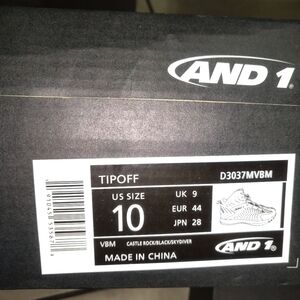 AND 1
TIPOFF D3037MVBM
US SIZE 10
UK 9
EUR 44
JPN 28
VBM CASTLE ROCK/BLACK/SKYDIVER
MADE IN CHINA
AND 1